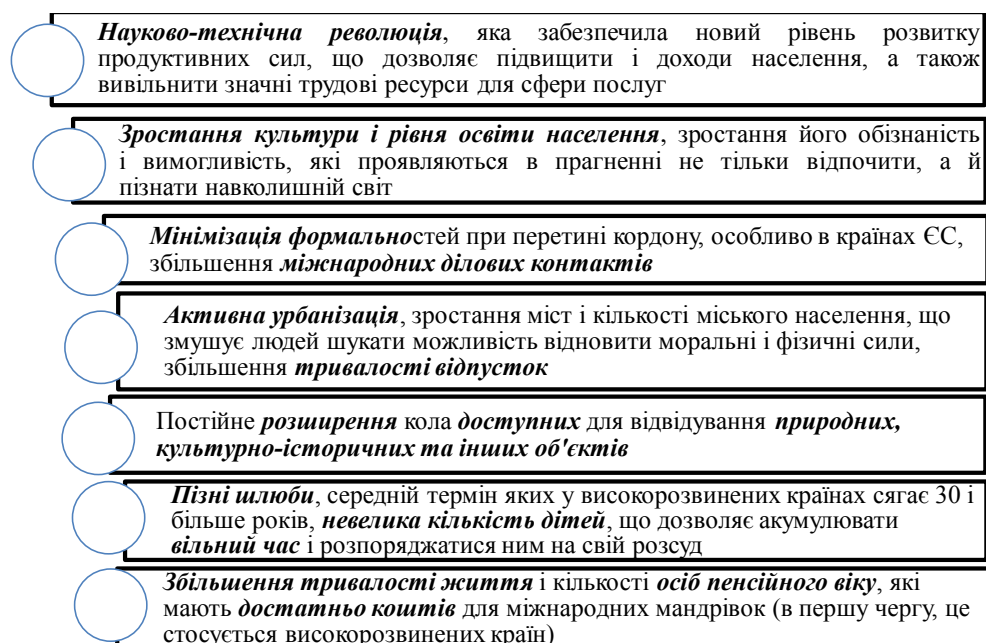 Науково-технічна революція, яка забезпечила новий рівень розвитку
продуктивних сил, що дозволяє підвищити і доходи населення, а також
вивільнити значні трудові ресурси для сфери послуг
Зростання культури і рівня освіти населення, зростання його обізнаність
і вимогливість, які проявляються в прагненні не тільки відпочити, а й
пізнати навколишній світ
Мінімізація формальностей при перетині кордону, особливо в країнах ЄС,
збільшення міжнародних ділових контактів
Активна урбанізація, зростання міст і кількості міського населення, що
змушує людей шукати можливість відновити моральні і фізичні сили,
збільшення тривалості відпусток
Постійне розширення кола доступних для відвідування природних,
культурно-історичних та інших об'єктів
Пізні шлюби, середній термін яких у високорозвинених країнах сягає 30 і
більше років, невелика кількість дітей, що дозволяє акумулювати
вільний час і розпоряджатися ним на свій розсуд
Збільшення тривалості життя і кількості осіб пенсійного віку, які
мають достатньо коштів для міжнародних мандрівок (в першу чергу, це
стосується високорозвинених країн)